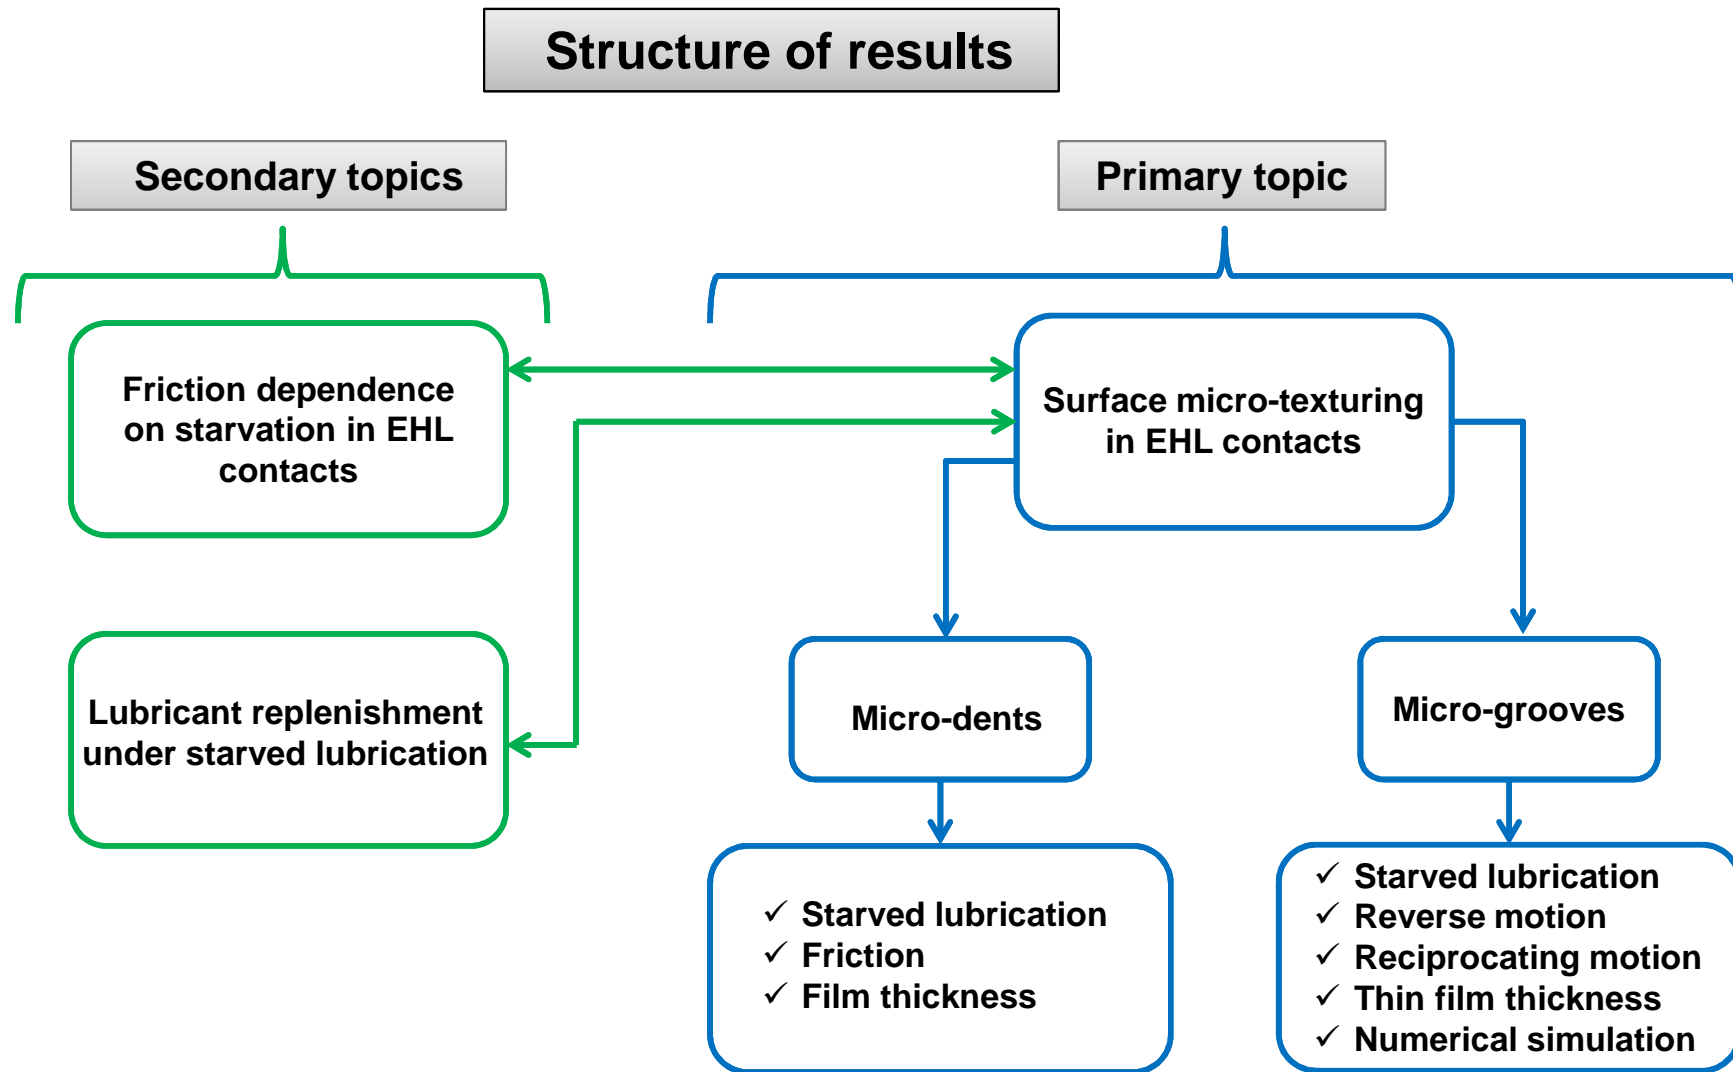 Structure of results
Secondary topics
Primary topic
Friction dependence
on starvation in EHL
contacts
Surface micro-texturing
in EHL contacts
Lubricant replenishment
under starved lubrication
Micro-dents
Micro-grooves
✓ Starved lubrication
✓ Friction
✓ Film thickness
✓ Starved lubrication
✓ Reverse motion
✓ Reciprocating motion
✓ Thin film thickness
✓ Numerical simulation